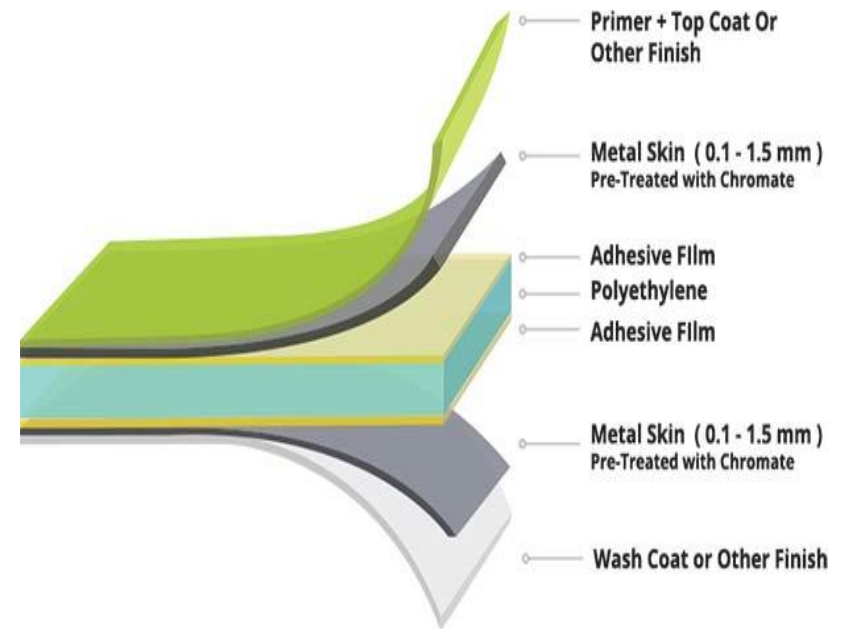 Primer + Top Coat Or
Other Finish
Metal Skin ( 0.1 - 1.5 mm )
Pre-Treated with Chromate
Adhesive FIlm
Polyethylene
Adhesive FIlm
Metal Skin ( 0.1 - 1.5 mm )
Pre-Treated with Chromate
Wash Coat or Other Finish